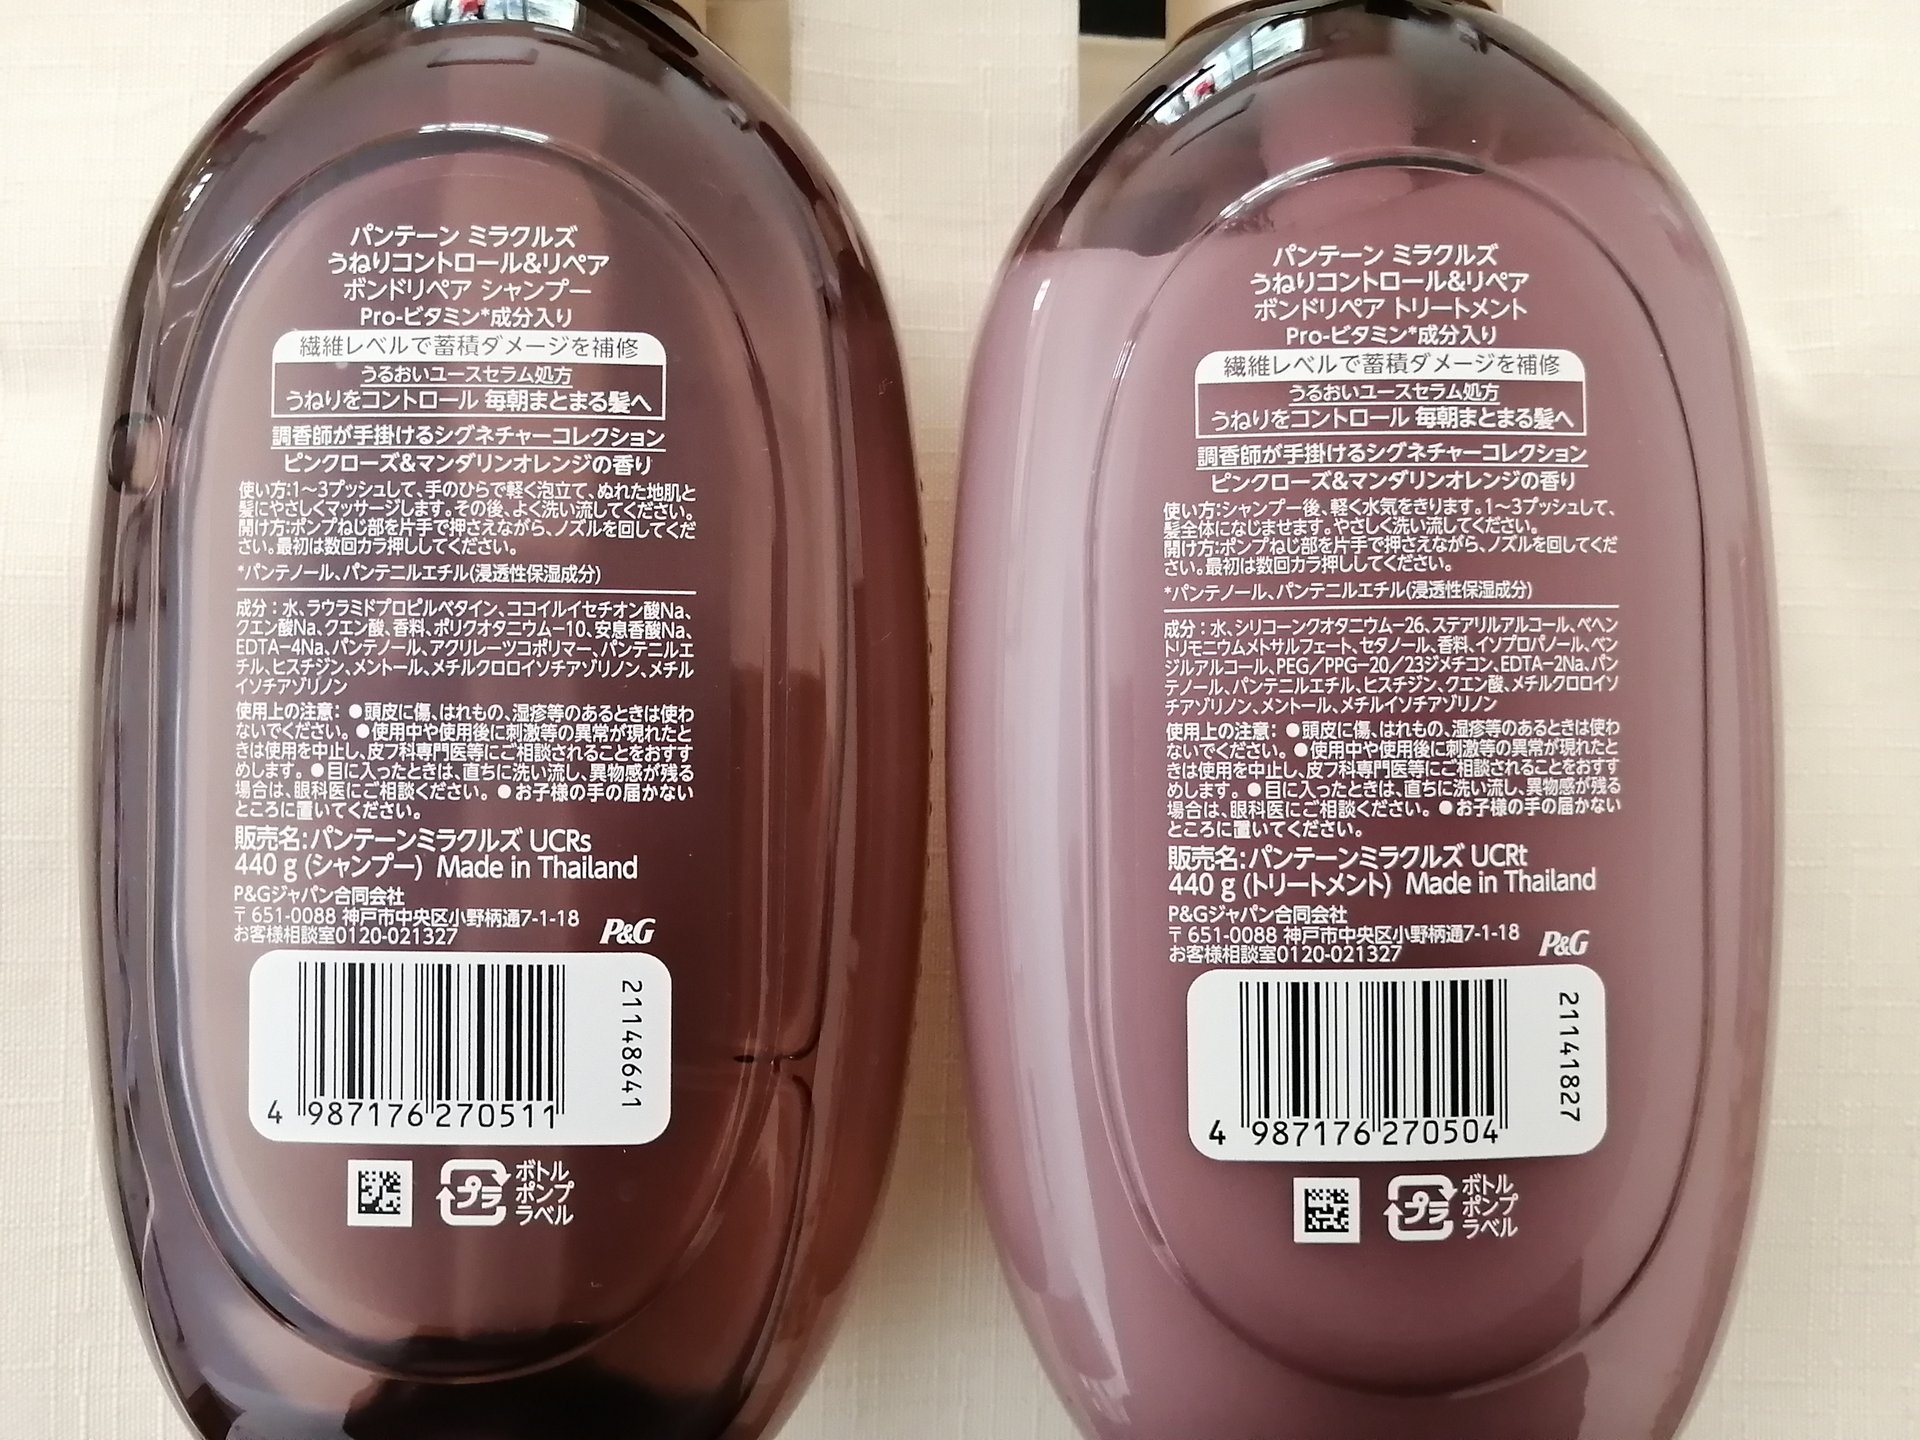 パンテーン ミラクルズ
うねりコントロール&リペア
ボンドリペア シャンプー
Pro-ビタミン*成分入り
繊維レベルで蓄積ダメージを補修
うるおいユースセラム処方
うねりをコントロール 毎朝まとまる髪へ
調香師が手掛けるシグネチャーコレクション
ピンクローズ&マンダリンオレンジの香り
使い方:1〜3プッシュして、手のひらで軽く泡立て、ぬれた地肌と
髪にやさしくマッサージします。その後、よく洗い流してください。
開け方:ポンプねじ部を片手で押さえながら、ノズルを回してくだ
さい。最初は数回カラ押ししてください。
*パンテノール、パンテニルエチル(浸透性保湿成分)
成分：水、ラウラミドプロピルベタイン、ココイルイセチオン酸Na、
クエン酸Na、クエン酸、香料、ポリクオタニウム-10、安息香酸Na、
EDTA-4Na、パンテノール、アクリレーツコポリマー、パンテニルエ
チル、ヒスチジン、メントール、メチルクロロイソチアゾリノン、メチル
イソチアゾリノン
使用上の注意：●頭皮に傷、はれもの、湿疹等のあるときは使わ
ないでください。●使用中や使用後に刺激等の異常が現れたと
きは使用を中止し、皮フ科専門医等にご相談されることをおすす
めします。●目に入ったときは、直ちに洗い流し、異物感が残る
場合は、眼科医にご相談ください。●お子様の手の届かない
ところに置いてください。
販売名:パンテーンミラクルズ UCRs
440 g (シャンプー) Made in Thailand
P&Gジャパン合同会社
〒651-0088 神戸市中央区小野柄通7-1-18
お客様相談室0120-021327
P&G
21148641
4 987176 270511
プラ
ボトル
ポンプ
ラベル
パンテーン ミラクルズ
うねりコントロール&リペア
ボンドリペア トリートメント
Pro-ビタミン*成分入り
繊維レベルで蓄積ダメージを補修
うるおいユースセラム処方
うねりをコントロール 毎朝まとまる髪へ
調香師が手掛けるシグネチャーコレクション
ピンクローズ&マンダリンオレンジの香り
使い方:シャンプー後、軽く水気をきります。1〜3プッシュして、
髪全体になじませます。やさしく洗い流してください。
開け方:ポンプねじ部を片手で押さえながら、ノズルを回してくだ
さい。最初は数回カラ押ししてください。
*パンテノール、パンテニルエチル(浸透性保湿成分)
成分：水、シリコーンクオタニウム-26、ステアリルアルコール、ベヘン
トリモニウムメトサルフェート、セタノール、香料、イソプロパノール、ベン
ジルアルコール、PEG／PPG-20／23ジメチコン、EDTA-2Na、パン
テノール、パンテニルエチル、ヒスチジン、クエン酸、メチルクロロイソ
チアゾリノン、メントール、メチルイソチアゾリノン
使用上の注意：●頭皮に傷、はれもの、湿疹等のあるときは使わ
ないでください。●使用中や使用後に刺激等の異常が現れたと
きは使用を中止し、皮フ科専門医等にご相談されることをおすす
めします。●目に入ったときは、直ちに洗い流し、異物感が残る
場合は、眼科医にご相談ください。●お子様の手の届かない
ところに置いてください。
販売名:パンテーンミラクルズ UCRt
440 g (トリートメント) Made in Thailand
P&Gジャパン合同会社
〒651-0088 神戸市中央区小野柄通7-1-18
お客様相談室0120-021327
P&G
21141827
4 987176 270504
プラ
ボトル
ポンプ
ラベル